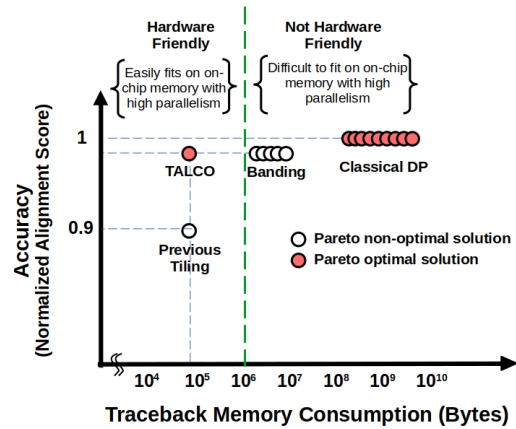 Hardware
Friendly
Not Hardware
Friendly
Easily fits on on-
chip memory with
high parallelism
Difficult to fit on on-chip
memory with high
parallelism
Accuracy
(Normalized Alignment Score)
1
0.9
TALCO
Banding
Classical DP
Previous
Tiling
Pareto non-optimal solution
Pareto optimal solution
10⁴ 10⁵ 10⁶ 10⁷ 10⁸ 10⁹ 10¹⁰
Traceback Memory Consumption (Bytes)